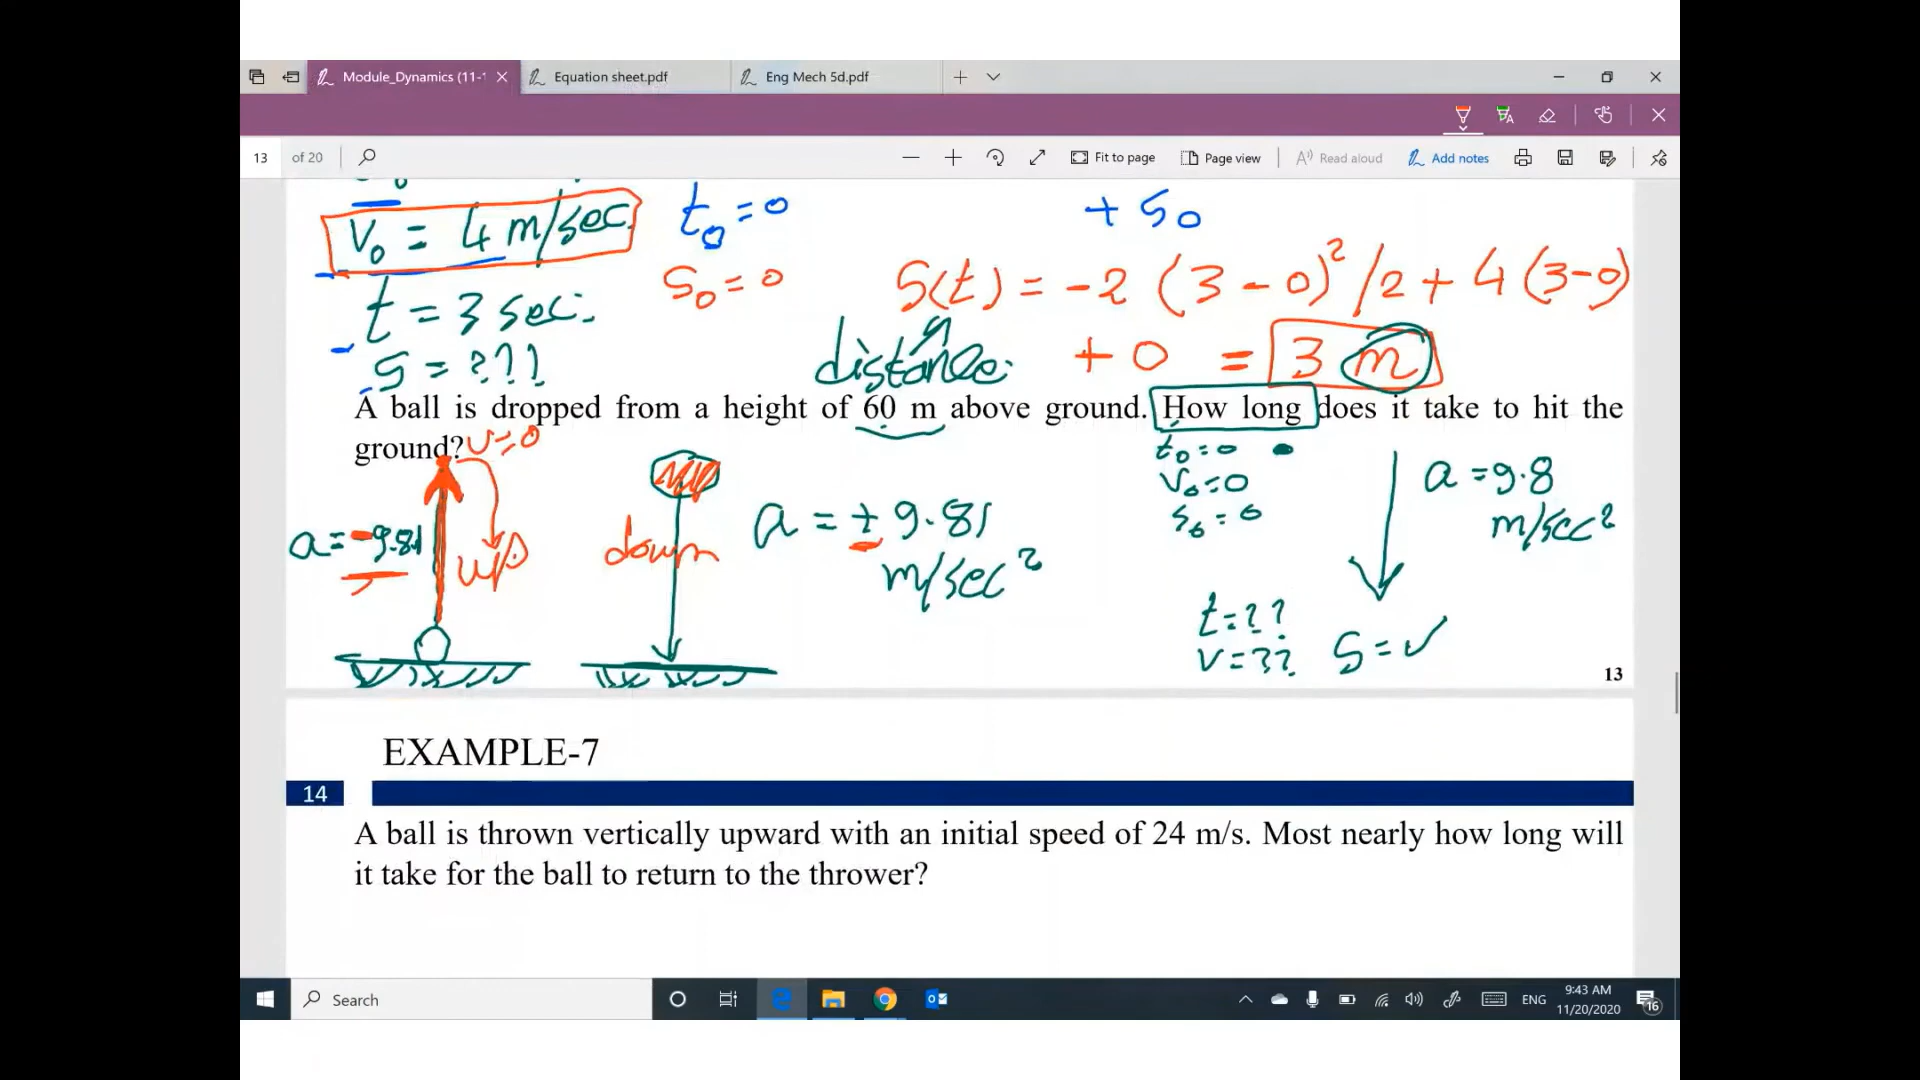 Module_Dynamics (11-1
Equation sheet.pdf
Eng Mech 5d.pdf
13 of 20
Fit to page
Page view
Read aloud
Add notes
V0 = 4 m/sec.
t0 = 0
+ S0
S0 = 0
S(t) = -2 (3 - 0)²/2 + 4 (3-0)
t = 3 sec.
S = ???
distance
+ 0 = 3 m
A ball is dropped from a height of 60 m above ground. How long does it take to hit the
ground?
v=0
t0 = 0
V0 = 0
S0 = 0
a = 9.8
m/sec²
a = -9.81
up
down
a = ± 9.81
m/sec²
t = ??
v = ??
S = ✓
13
EXAMPLE-7
14
A ball is thrown vertically upward with an initial speed of 24 m/s. Most nearly how long will
it take for the ball to return to the thrower?
Search
ENG
9:43 AM
11/20/2020
16